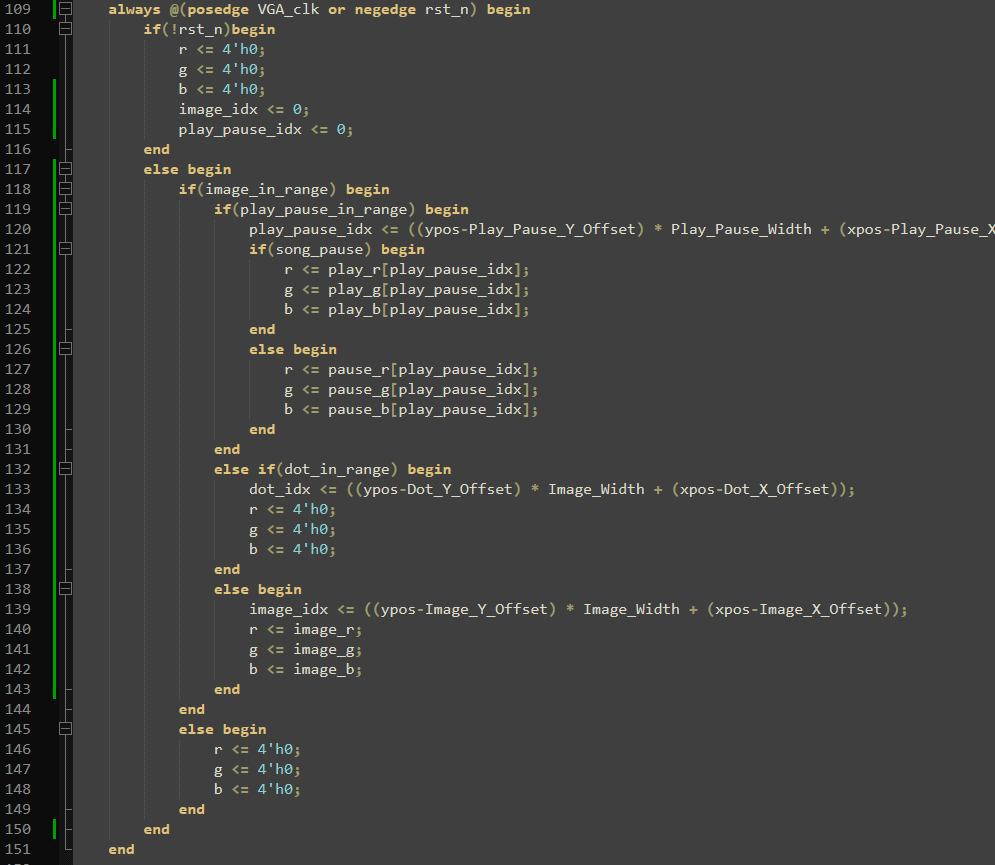 109 always @(posedge VGA_clk or negedge rst_n) begin
110 if(!rst_n)begin
111 r <= 4'h0;
112 g <= 4'h0;
113 b <= 4'h0;
114 image_idx <= 0;
115 play_pause_idx <= 0;
116 end
117 else begin
118 if(image_in_range) begin
119 if(play_pause_in_range) begin
120 play_pause_idx <= ((ypos-Play_Pause_Y_Offset) * Play_Pause_Width + (xpos-Play_Pause_X
121 if(song_pause) begin
122 r <= play_r[play_pause_idx];
123 g <= play_g[play_pause_idx];
124 b <= play_b[play_pause_idx];
125 end
126 else begin
127 r <= pause_r[play_pause_idx];
128 g <= pause_g[play_pause_idx];
129 b <= pause_b[play_pause_idx];
130 end
131 end
132 else if(dot_in_range) begin
133 dot_idx <= ((ypos-Dot_Y_Offset) * Image_Width + (xpos-Dot_X_Offset));
134 r <= 4'h0;
135 g <= 4'h0;
136 b <= 4'h0;
137 end
138 else begin
139 image_idx <= ((ypos-Image_Y_Offset) * Image_Width + (xpos-Image_X_Offset));
140 r <= image_r;
141 g <= image_g;
142 b <= image_b;
143 end
144 end
145 else begin
146 r <= 4'h0;
147 g <= 4'h0;
148 b <= 4'h0;
149 end
150 end
151 end